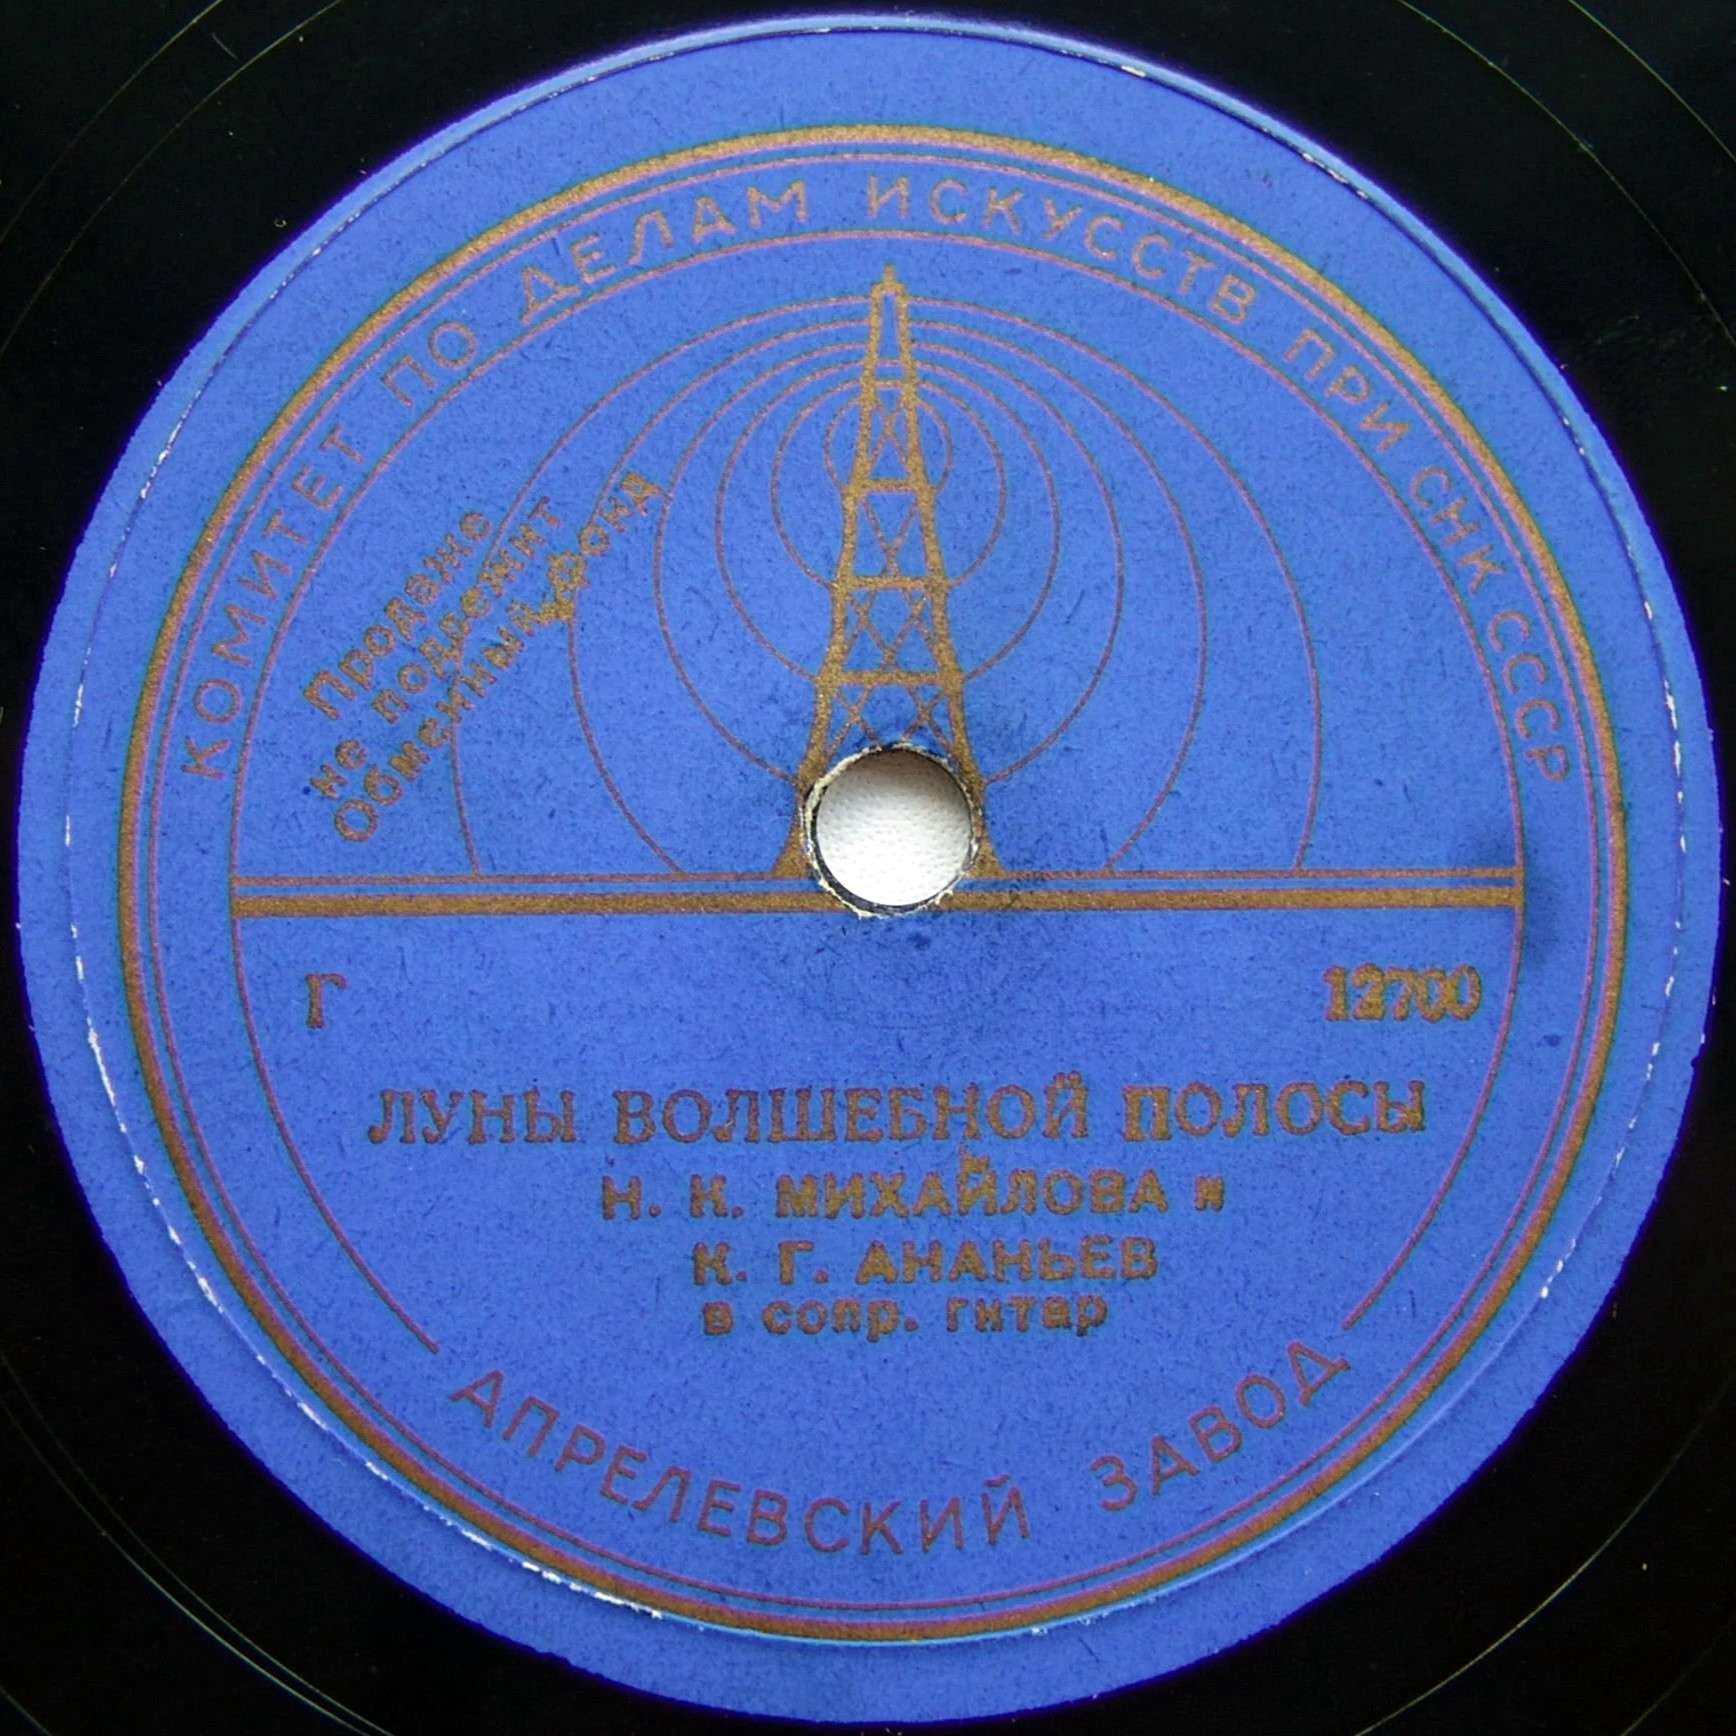 КОМИТЕТ ПО ДЕЛАМ ИСКУССТВ ПРИ СНК СССР
Продаже
не подлежит
Обменный фонд
Г 12700
ЛУНЫ ВОЛШЕБНОЙ ПОЛОСЫ
Н. К. МИХАЙЛОВА и
К. Г. АНАНЬЕВ
в сопр. гитар
АПРЕЛЕВСКИЙ ЗАВОД